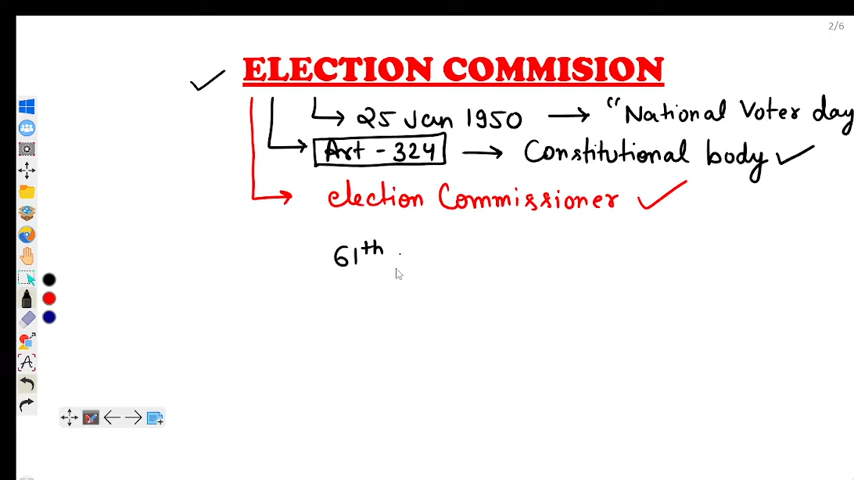 2/6
ELECTION COMMISION
25 Jan 1950 → "National Voter day
Art - 324 → Constitutional body ✓
election Commissioner ✓
61th